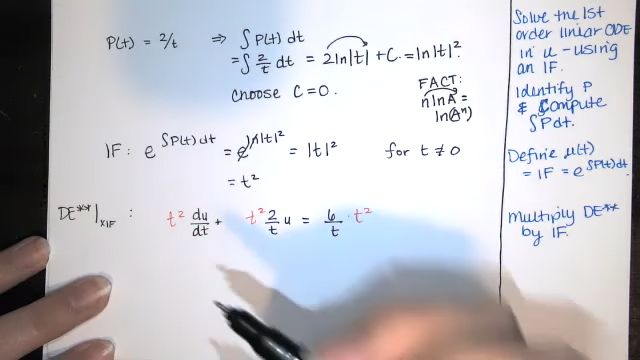 P(t) = 2/t ⇒ ∫ P(t) dt
= ∫ 2/t dt = 2 ln|t| + C = ln|t|².
choose C = 0.
FACT:
n ln A =
ln(Aⁿ)
IF: e^{∫P(t)dt} = e^{ln|t|²} = |t|² for t ≠ 0
= t²
DE**|ₓIF : t² du/dt + t² 2/t u = 6/t · t²
Solve the 1st
order linear ODE
in u - using
an IF.
Identify P
& Compute
∫Pdt.
Define μ(t)
= IF = e^{∫P(t)dt}
Multiply DE**
by IF.